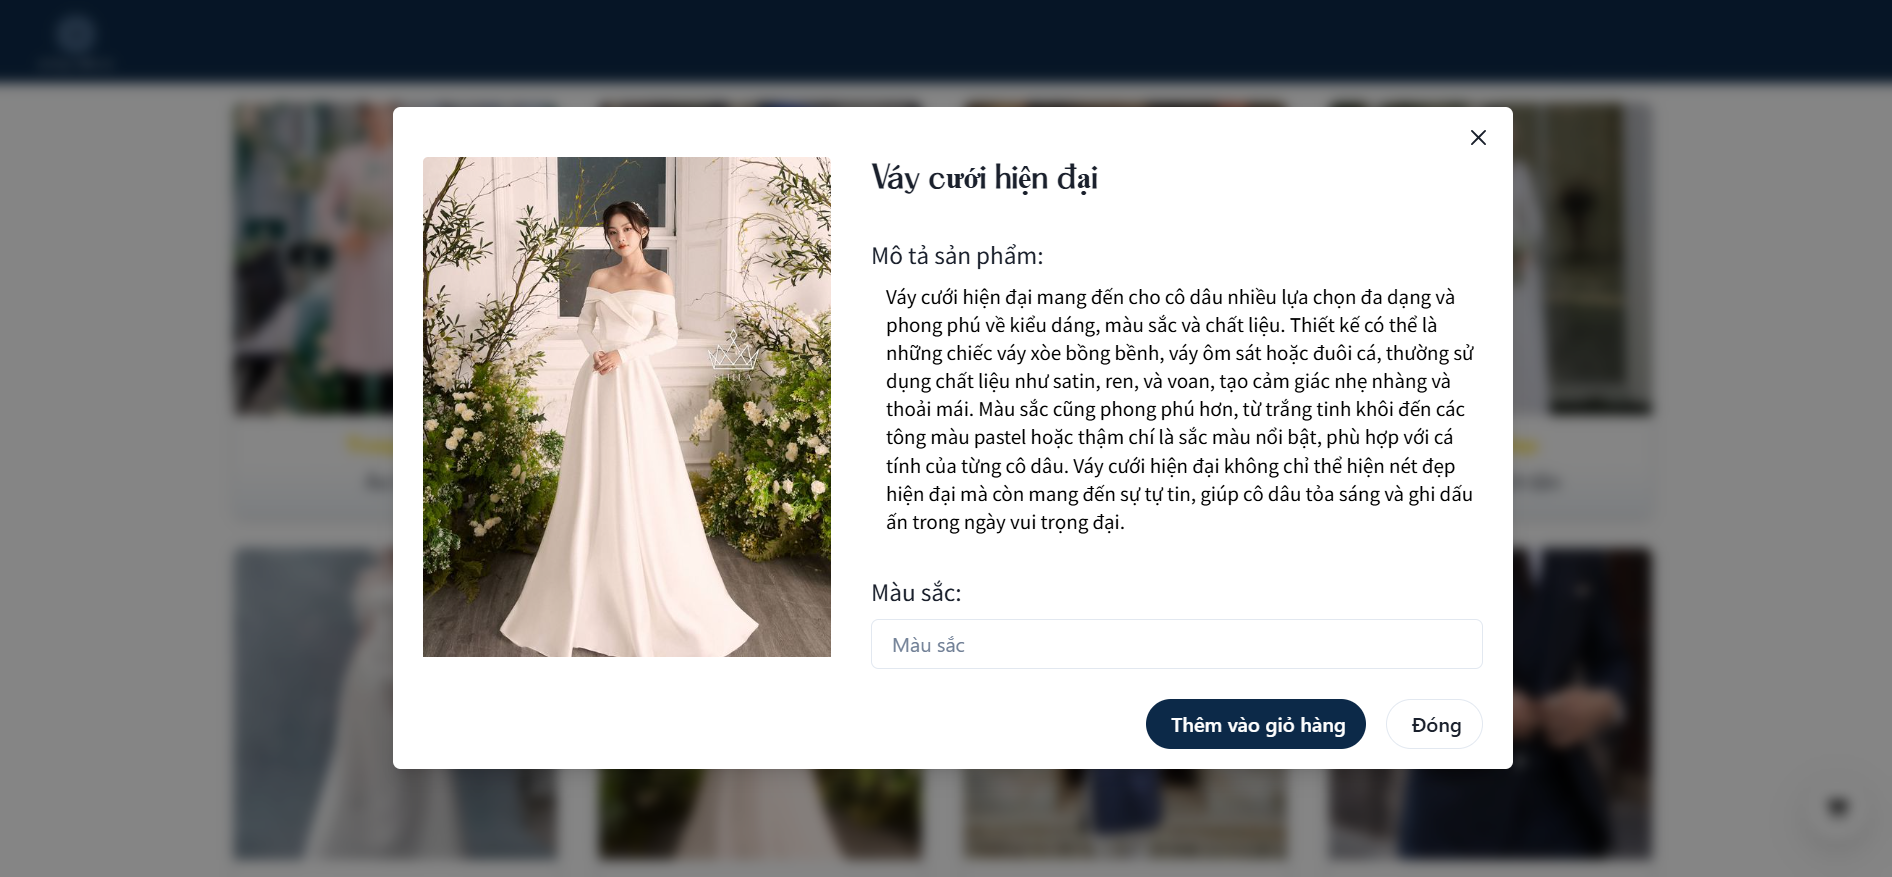 Váy cưới hiện đại
Mô tả sản phẩm:
Váy cưới hiện đại mang đến cho cô dâu nhiều lựa chọn đa dạng và
phong phú về kiểu dáng, màu sắc và chất liệu. Thiết kế có thể là
những chiếc váy xòe bồng bềnh, váy ôm sát hoặc đuôi cá, thường sử
dụng chất liệu như satin, ren, và voan, tạo cảm giác nhẹ nhàng và
thoải mái. Màu sắc cũng phong phú hơn, từ trắng tinh khôi đến các
tông màu pastel hoặc thậm chí là sắc màu nổi bật, phù hợp với cá
tính của từng cô dâu. Váy cưới hiện đại không chỉ thể hiện nét đẹp
hiện đại mà còn mang đến sự tự tin, giúp cô dâu tỏa sáng và ghi dấu
ấn trong ngày vui trọng đại.
Màu sắc:
Màu sắc
Thêm vào giỏ hàng
Đóng